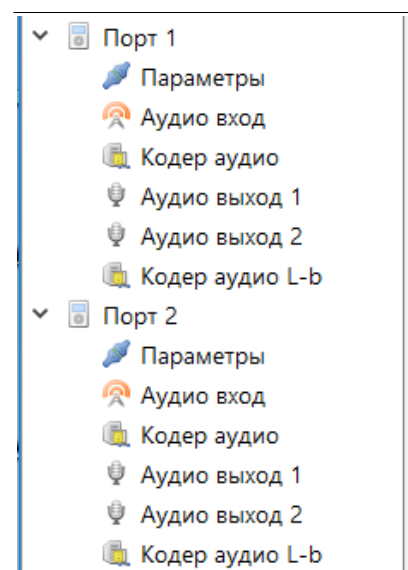 Порт 1
Параметры
Аудио вход
Кодер аудио
Аудио выход 1
Аудио выход 2
Кодер аудио L-b
Порт 2
Параметры
Аудио вход
Кодер аудио
Аудио выход 1
Аудио выход 2
Кодер аудио L-b